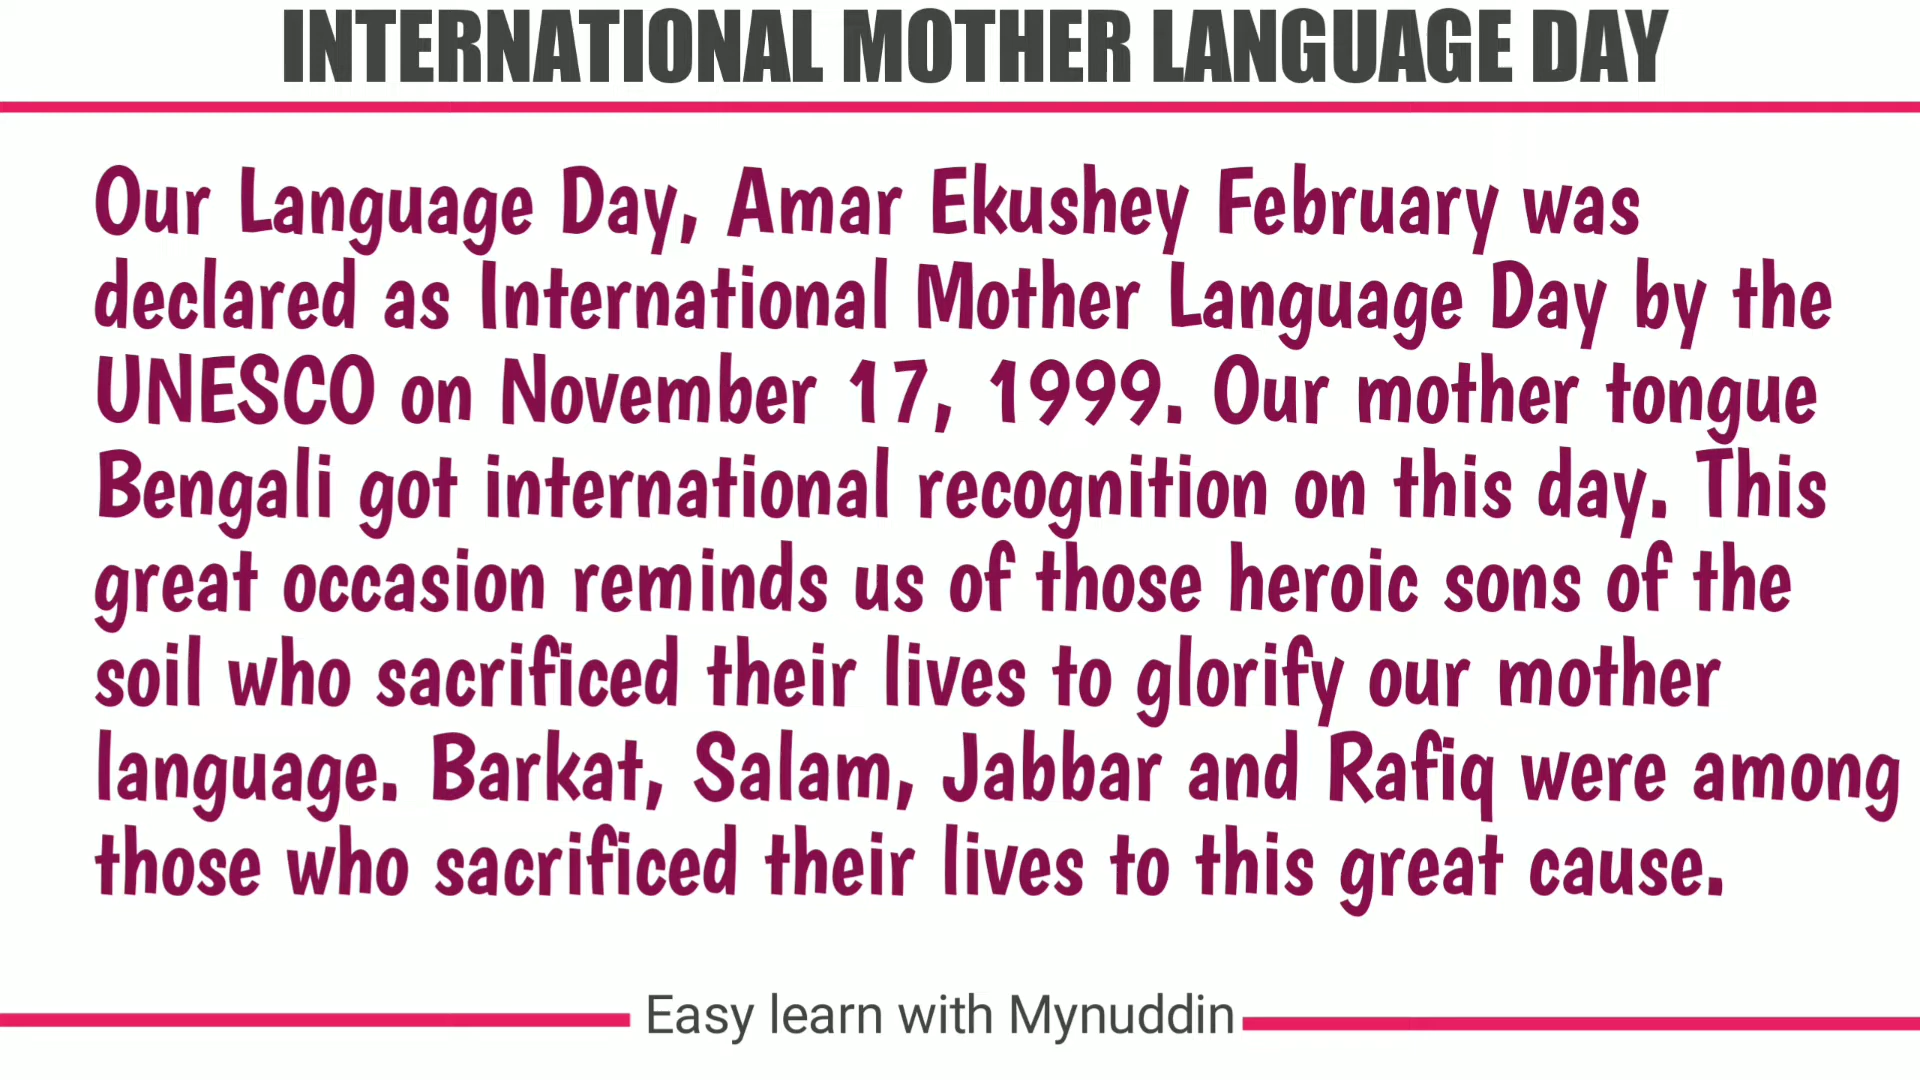 INTERNATIONAL MOTHER LANGUAGE DAY
Our Language Day, Amar Ekushey February was
declared as International Mother Language Day by the
UNESCO on November 17, 1999. Our mother tongue
Bengali got international recognition on this day. This
great occasion reminds us of those heroic sons of the
soil who sacrificed their lives to glorify our mother
language. Barkat, Salam, Jabbar and Rafiq were among
those who sacrificed their lives to this great cause.
Easy learn with Mynuddin